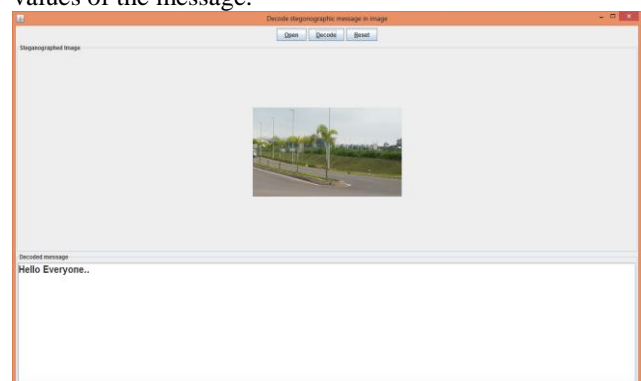 values of the message.
Decode stegonographic message in image
Open Decode Reset
Steganographed Image
Decoded message
Hello Everyone..